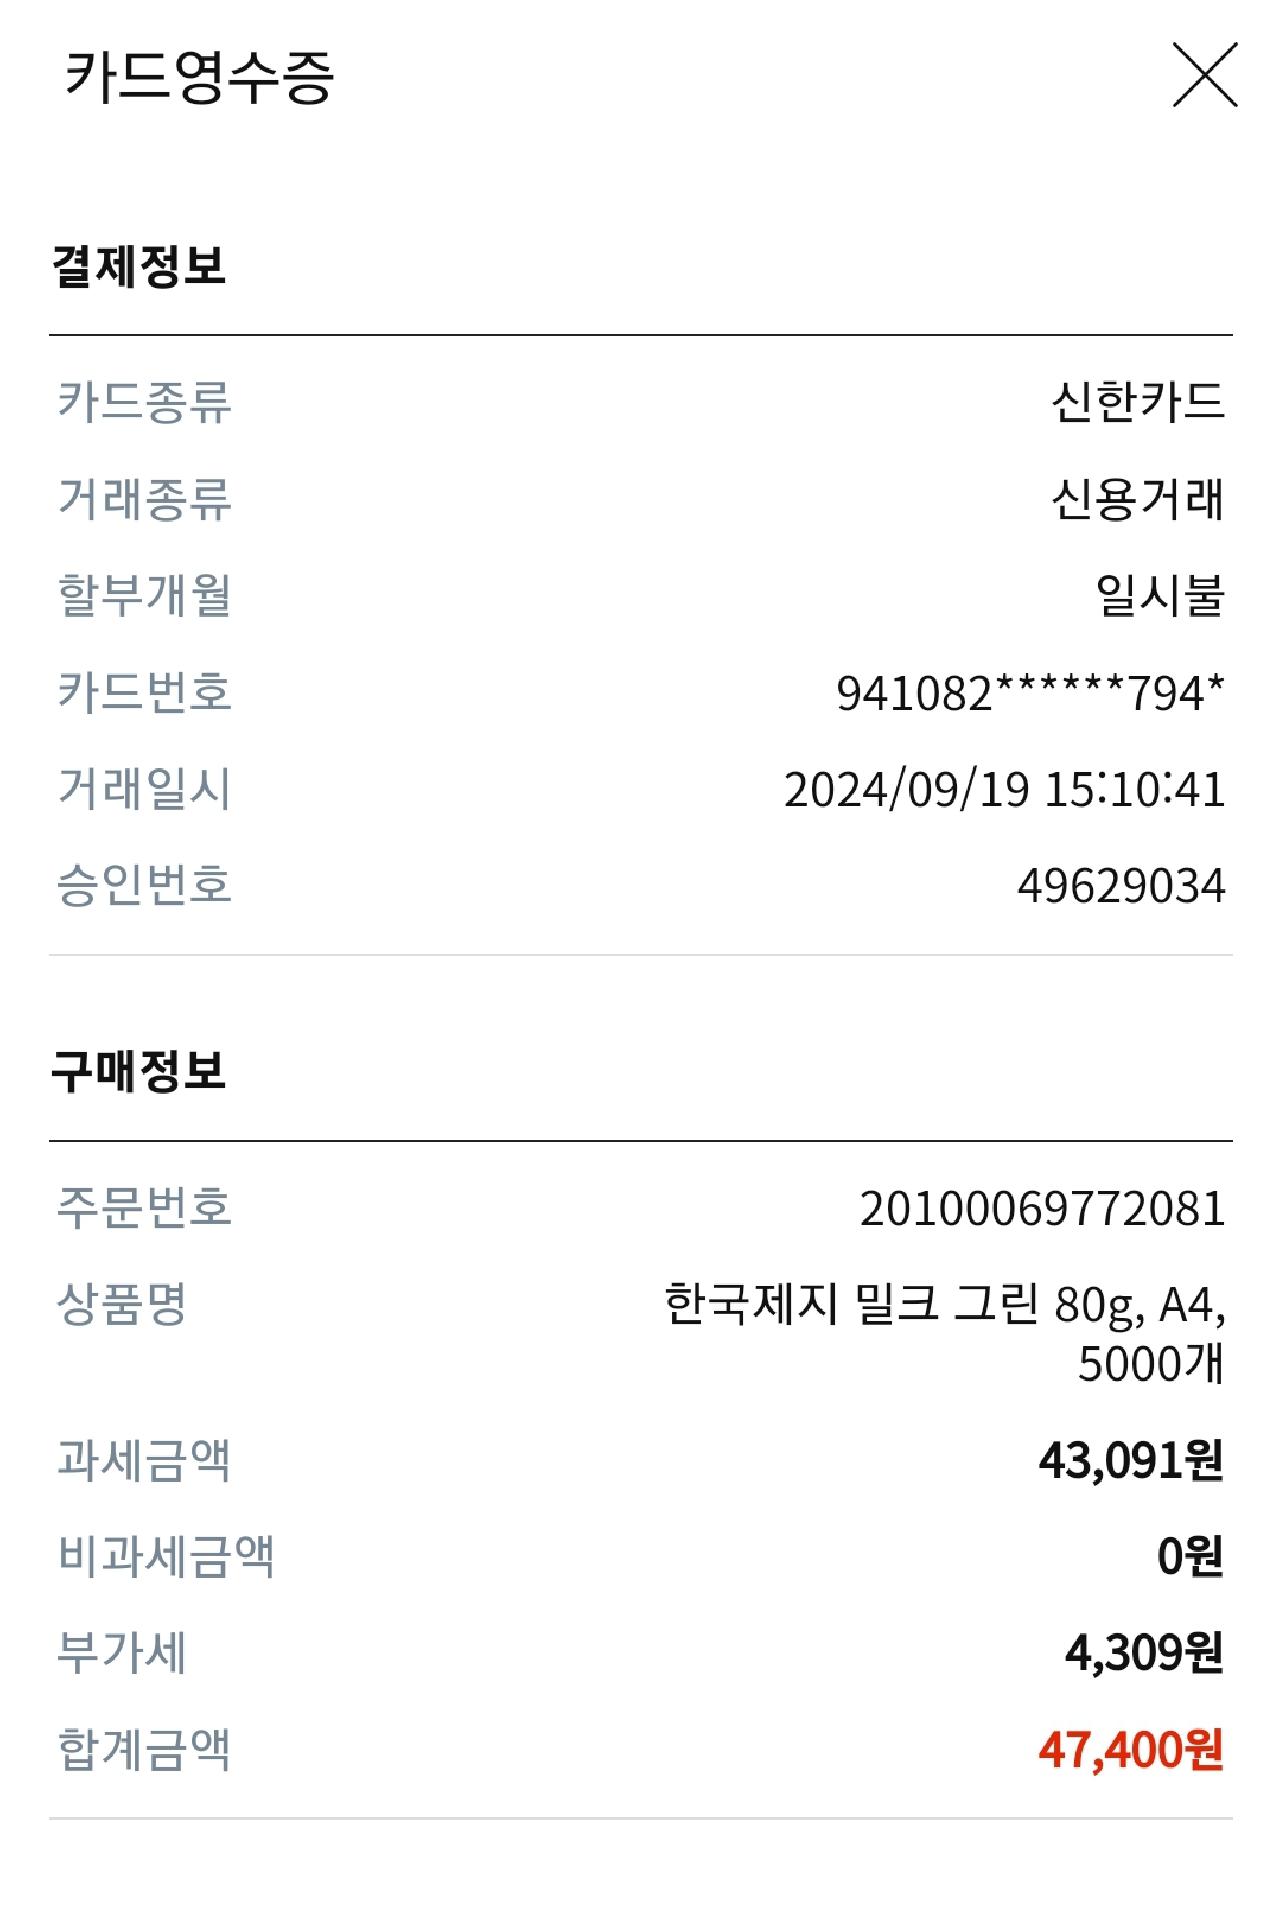 카드영수증
결제정보
카드종류 신한카드
거래종류 신용거래
할부개월 일시불
카드번호 941082******794*
거래일시 2024/09/19 15:10:41
승인번호 49629034
구매정보
주문번호 20100069772081
상품명 한국제지 밀크 그린 80g, A4,
5000개
과세금액 43,091원
비과세금액 0원
부가세 4,309원
합계금액 47,400원